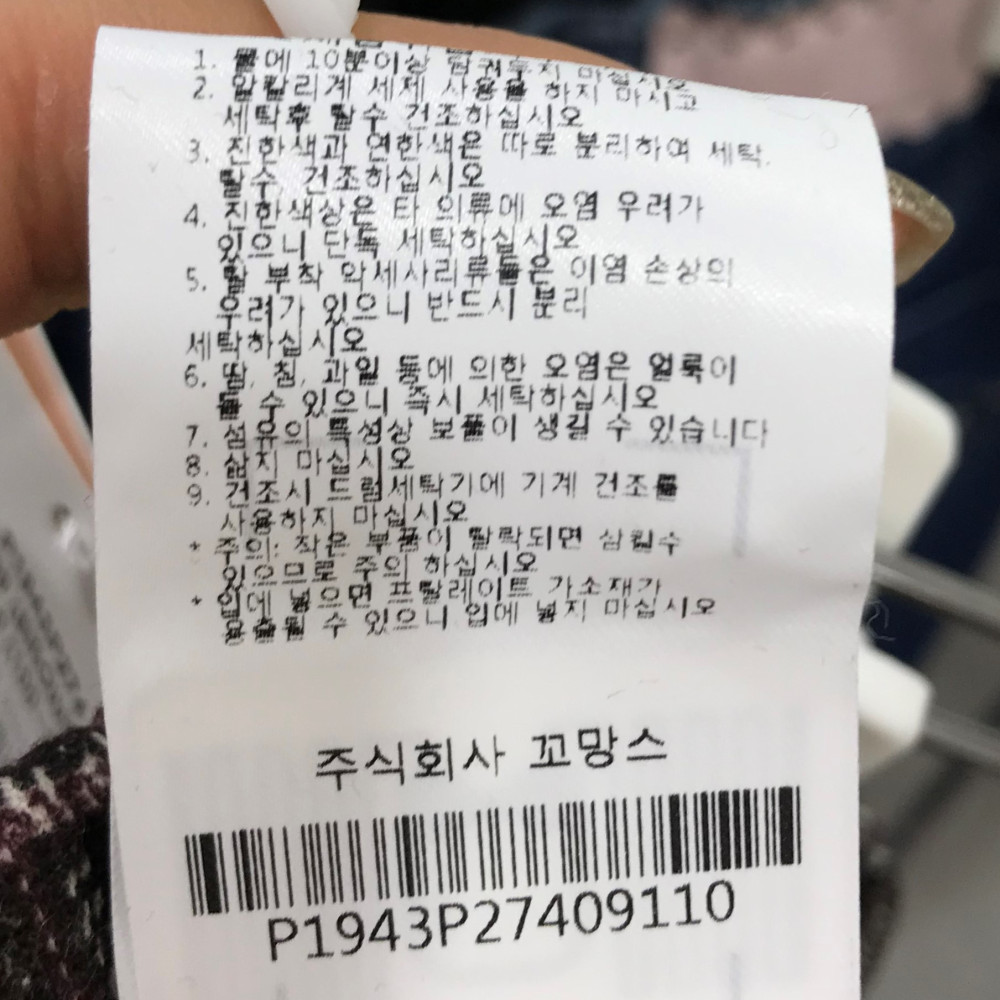 1. 물에 10분이상 담궈두지 마십시오
2. 알칼리계 세제 사용을 하지 마시고
세탁후 탈수 건조하십시오
3. 진한색과 연한색은 따로 분리하여 세탁.
탈수, 건조하십시오
4. 진한색상은 타 의류에 오염 우려가
있으니 단독 세탁하십시오
5. 탈 부착 악세사리류들은 이염 손상의
우려가 있으니 반드시 분리
세탁하십시오
6. 땀, 침, 과일 등에 의한 오염은 얼룩이
될 수 있으니 즉시 세탁하십시오
7. 섬유의 특성상 보풀이 생길 수 있습니다
8. 삶지 마십시오
9. 건조시 드럼세탁기에 기계 건조를
사용하지 마십시오
* 주의: 작은 부품이 탈락되면 삼킬수
있으므로 주의 하십시오
* 입에 넣으면 프탈레이트 가소재가
용출될 수 있으니 입에 넣지 마십시오
주식회사 꼬망스
P1943P27409110